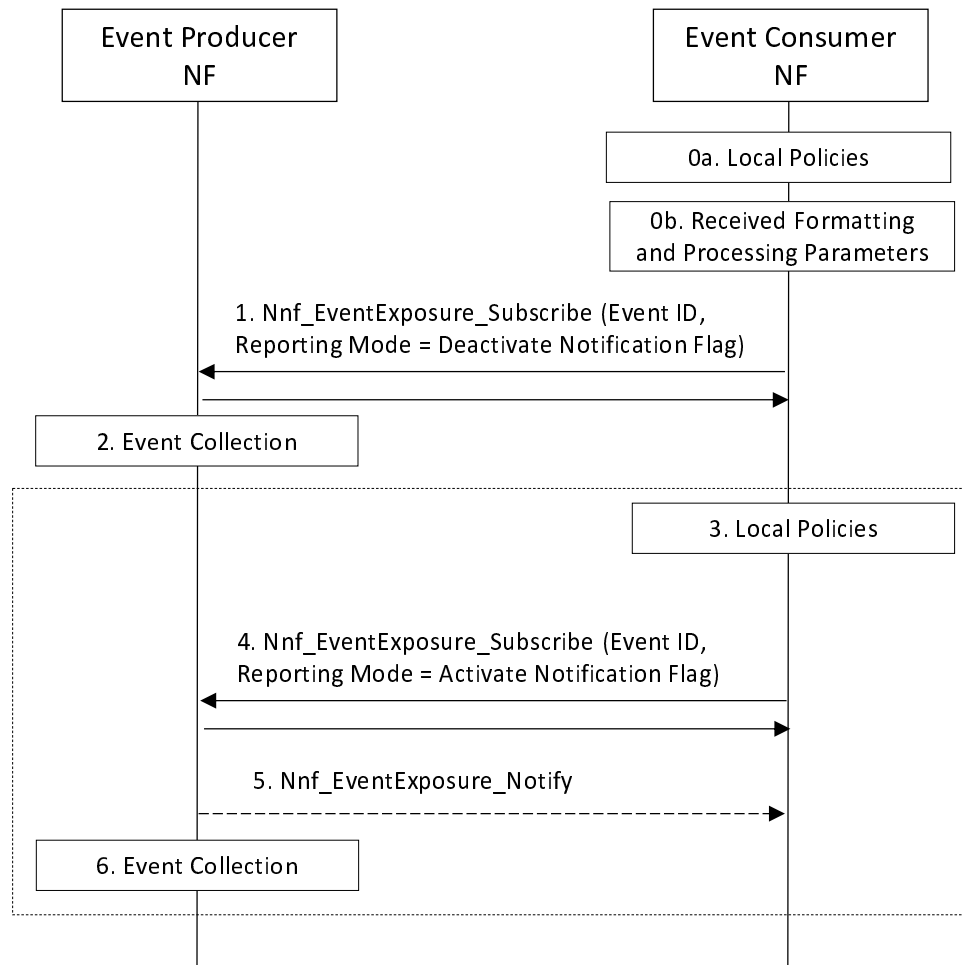 Event Producer
NF
Event Consumer
NF
0a. Local Policies
0b. Received Formatting
and Processing Parameters
1. Nnf_EventExposure_Subscribe (Event ID,
Reporting Mode = Deactivate Notification Flag)
2. Event Collection
3. Local Policies
4. Nnf_EventExposure_Subscribe (Event ID,
Reporting Mode = Activate Notification Flag)
5. Nnf_EventExposure_Notify
6. Event Collection